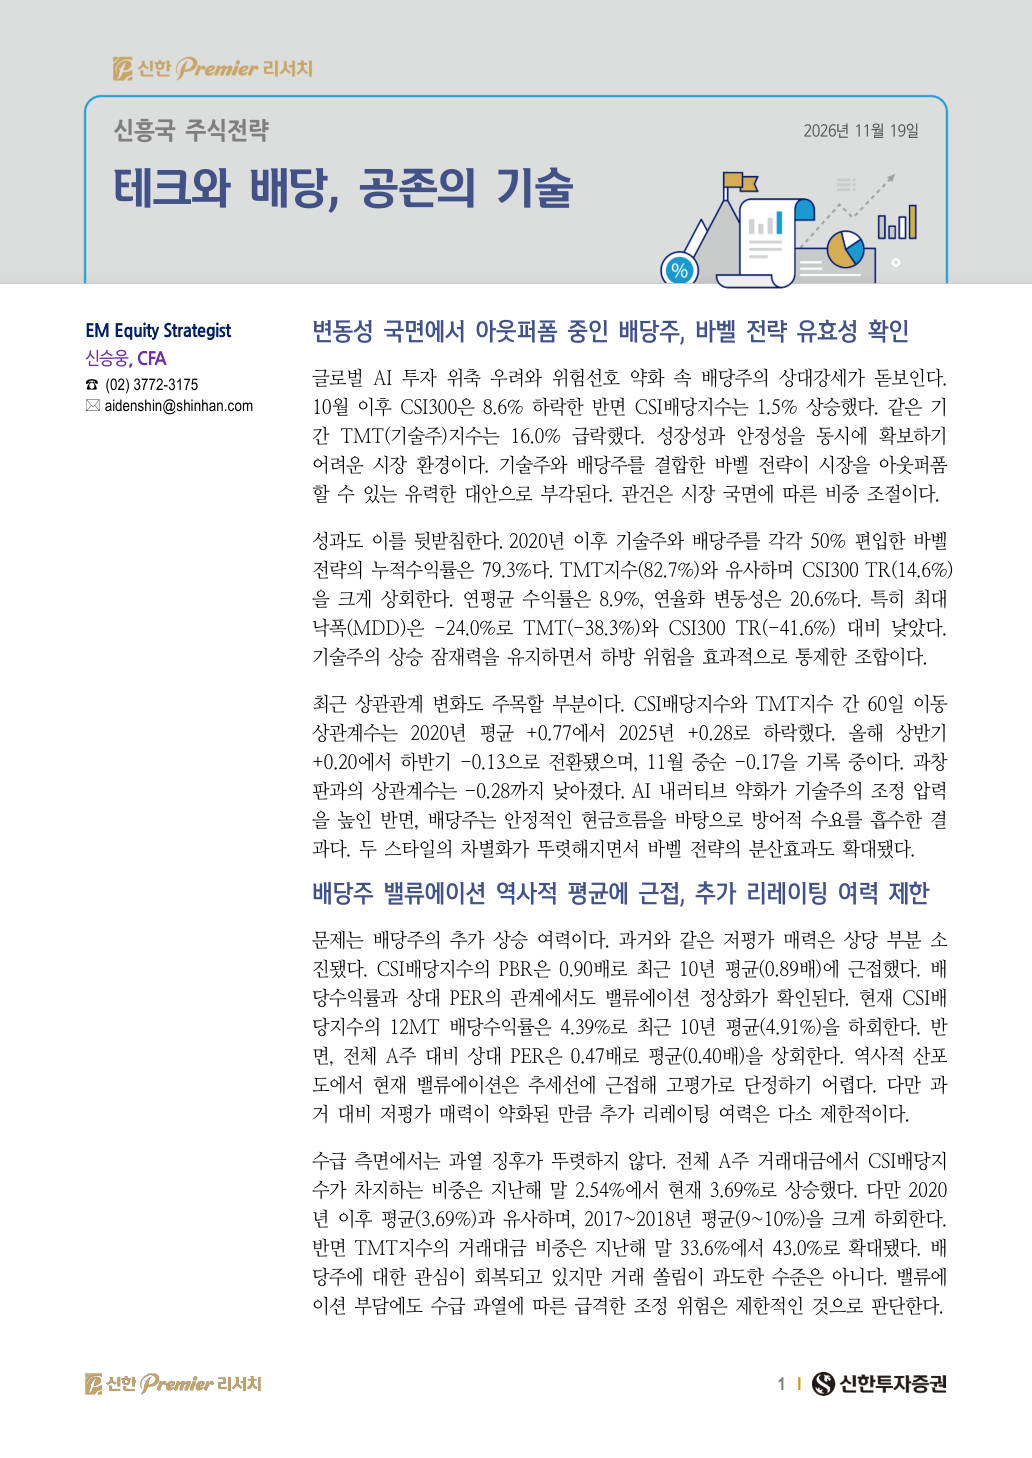 신한 Premier 리서치
신흥국 주식전략
2026년 11월 19일
테크와 배당, 공존의 기술
%
EM Equity Strategist
신승웅, CFA
☎ (02) 3772-3175
✉ aidenshin@shinhan.com
변동성 국면에서 아웃퍼폼 중인 배당주, 바벨 전략 유효성 확인
글로벌 AI 투자 위축 우려와 위험선호 약화 속 배당주의 상대강세가 돋보인다.
10월 이후 CSI300은 8.6% 하락한 반면 CSI배당지수는 1.5% 상승했다. 같은 기
간 TMT(기술주)지수는 16.0% 급락했다. 성장성과 안정성을 동시에 확보하기
어려운 시장 환경이다. 기술주와 배당주를 결합한 바벨 전략이 시장을 아웃퍼폼
할 수 있는 유력한 대안으로 부각된다. 관건은 시장 국면에 따른 비중 조절이다.
성과도 이를 뒷받침한다. 2020년 이후 기술주와 배당주를 각각 50% 편입한 바벨
전략의 누적수익률은 79.3%다. TMT지수(82.7%)와 유사하며 CSI300 TR(14.6%)
을 크게 상회한다. 연평균 수익률은 8.9%, 연율화 변동성은 20.6%다. 특히 최대
낙폭(MDD)은 -24.0%로 TMT(-38.3%)와 CSI300 TR(-41.6%) 대비 낮았다.
기술주의 상승 잠재력을 유지하면서 하방 위험을 효과적으로 통제한 조합이다.
최근 상관관계 변화도 주목할 부분이다. CSI배당지수와 TMT지수 간 60일 이동
상관계수는 2020년 평균 +0.77에서 2025년 +0.28로 하락했다. 올해 상반기
+0.20에서 하반기 -0.13으로 전환됐으며, 11월 중순 -0.17을 기록 중이다. 과창
판과의 상관계수는 -0.28까지 낮아졌다. AI 내러티브 약화가 기술주의 조정 압력
을 높인 반면, 배당주는 안정적인 현금흐름을 바탕으로 방어적 수요를 흡수한 결
과다. 두 스타일의 차별화가 뚜렷해지면서 바벨 전략의 분산효과도 확대됐다.
배당주 밸류에이션 역사적 평균에 근접, 추가 리레이팅 여력 제한
문제는 배당주의 추가 상승 여력이다. 과거와 같은 저평가 매력은 상당 부분 소
진됐다. CSI배당지수의 PBR은 0.90배로 최근 10년 평균(0.89배)에 근접했다. 배
당수익률과 상대 PER의 관계에서도 밸류에이션 정상화가 확인된다. 현재 CSI배
당지수의 12MT 배당수익률은 4.39%로 최근 10년 평균(4.91%)을 하회한다. 반
면, 전체 A주 대비 상대 PER은 0.47배로 평균(0.40배)을 상회한다. 역사적 산포
도에서 현재 밸류에이션은 추세선에 근접해 고평가로 단정하기 어렵다. 다만 과
거 대비 저평가 매력이 약화된 만큼 추가 리레이팅 여력은 다소 제한적이다.
수급 측면에서는 과열 징후가 뚜렷하지 않다. 전체 A주 거래대금에서 CSI배당지
수가 차지하는 비중은 지난해 말 2.54%에서 현재 3.69%로 상승했다. 다만 2020
년 이후 평균(3.69%)과 유사하며, 2017~2018년 평균(9~10%)을 크게 하회한다.
반면 TMT지수의 거래대금 비중은 지난해 말 33.6%에서 43.0%로 확대됐다. 배
당주에 대한 관심이 회복되고 있지만 거래 쏠림이 과도한 수준은 아니다. 밸류에
이션 부담에도 수급 과열에 따른 급격한 조정 위험은 제한적인 것으로 판단한다.
신한 Premier 리서치
1 | 신한투자증권